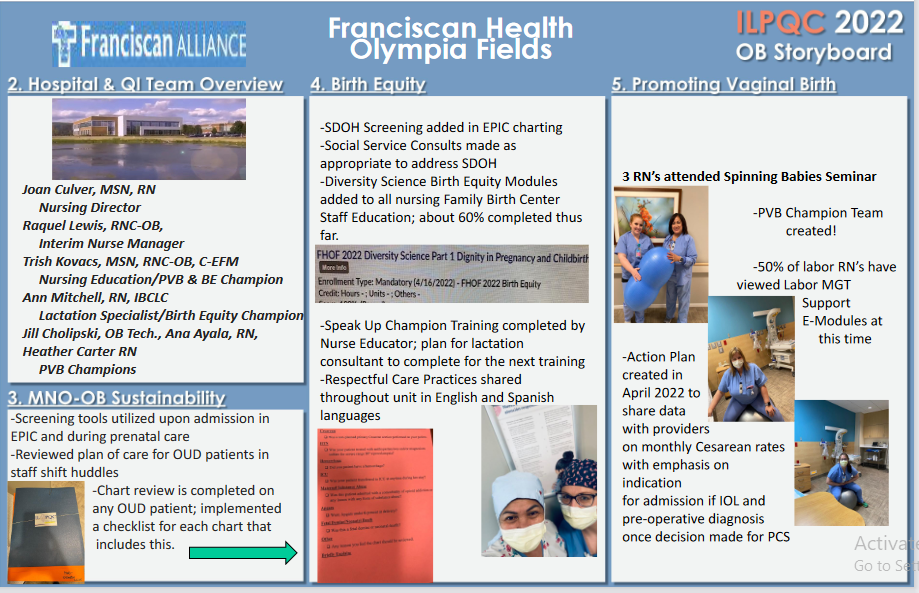 Franciscan ALLIANCE
Franciscan Health
Olympia Fields
ILPQC 2022
OB Storyboard
2. Hospital & QI Team Overview
Joan Culver, MSN, RN
Nursing Director
Raquel Lewis, RNC-OB,
Interim Nurse Manager
Trish Kovacs, MSN, RNC-OB, C-EFM
Nursing Education/PVB & BE Champion
Ann Mitchell, RN, IBCLC
Lactation Specialist/Birth Equity Champion
Jill Cholipski, OB Tech., Ana Ayala, RN,
Heather Carter RN
PVB Champions
3. MNO-OB Sustainability
-Screening tools utilized upon admission in
EPIC and during prenatal care
-Reviewed plan of care for OUD patients in
staff shift huddles
-Chart review is completed on
any OUD patient; implemented
a checklist for each chart that
includes this.
4. Birth Equity
-SDOH Screening added in EPIC charting
-Social Service Consults made as
appropriate to address SDOH
-Diversity Science Birth Equity Modules
added to all nursing Family Birth Center
Staff Education; about 60% completed thus
far.
FHOF 2022 Diversity Science Part 1 Dignity in Pregnancy and Childbirth
More Info
Enrollment Type: Mandatory (4/16/2022) - FHOF 2022 Birth Equity
Credit: Hours - ; Units - ; Others -
-Speak Up Champion Training completed by
Nurse Educator; plan for lactation
consultant to complete for the next training
-Respectful Care Practices shared
throughout unit in English and Spanish
languages
5. Promoting Vaginal Birth
3 RN's attended Spinning Babies Seminar
-PVB Champion Team
created!
-50% of labor RN's have
viewed Labor MGT
Support
E-Modules at
this time
-Action Plan
created in
April 2022 to
share data
with providers
on monthly Cesarean rates
with emphasis on
indication
for admission if IOL and
pre-operative diagnosis
once decision made for PCS
Activate
Go to Set